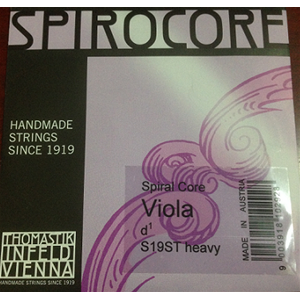 SPIROCORE
HANDMADE
STRINGS
SINCE 1919
Spiral Core
Viola
d¹
S19ST heavy
MADE IN AUSTRIA
THOMASTIK
INFELD
VIENNA
HANDMADE STRINGS SINCE 1919